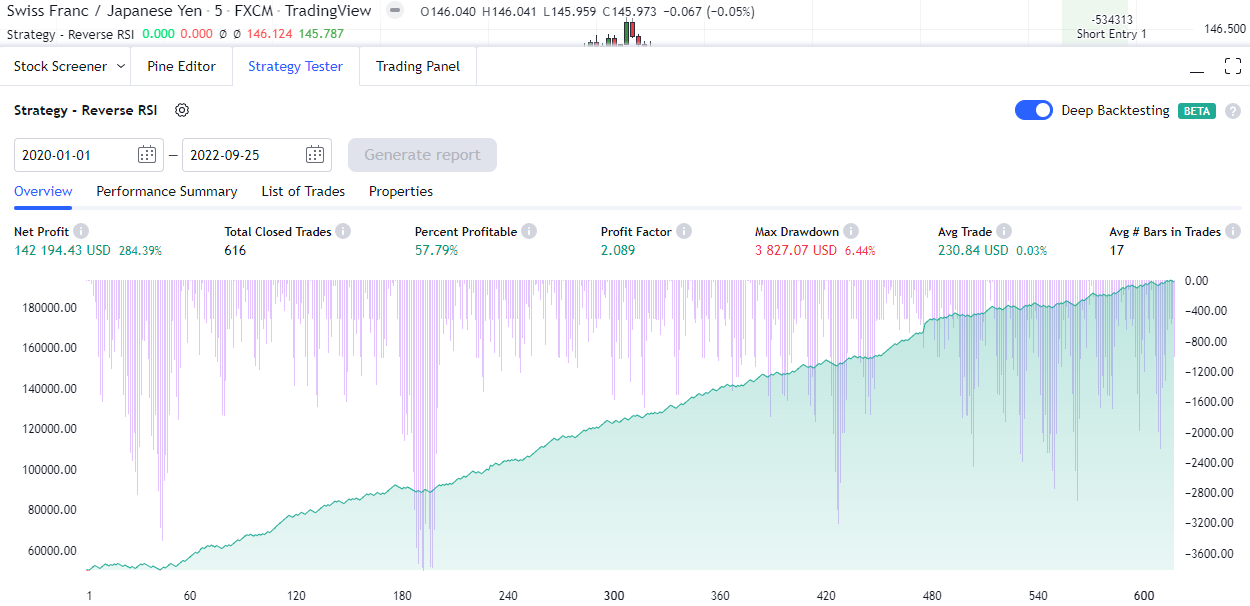 Swiss Franc / Japanese Yen · 5 · FXCM · TradingView O146.040 H146.041 L145.959 C145.973 −0.067 (−0.05%)
-534313
Short Entry 1
146.500
Strategy - Reverse RSI 0.000 0.000 Ø Ø 146.124 145.787
Stock Screener Pine Editor Strategy Tester Trading Panel
Strategy - Reverse RSI Deep Backtesting BETA ?
2020-01-01 — 2022-09-25 Generate report
Overview Performance Summary List of Trades Properties
Net Profit i Total Closed Trades i Percent Profitable i Profit Factor i Max Drawdown i Avg Trade i Avg # Bars in Trades i
142 194.43 USD 284.39% 616 57.79% 2.089 3 827.07 USD 6.44% 230.84 USD 0.03% 17
0.00
180000.00 −400.00
160000.00 −800.00
140000.00 −1200.00
−1600.00
120000.00 −2000.00
100000.00 −2400.00
80000.00 −2800.00
−3200.00
60000.00 −3600.00
1 60 120 180 240 300 360 420 480 540 600